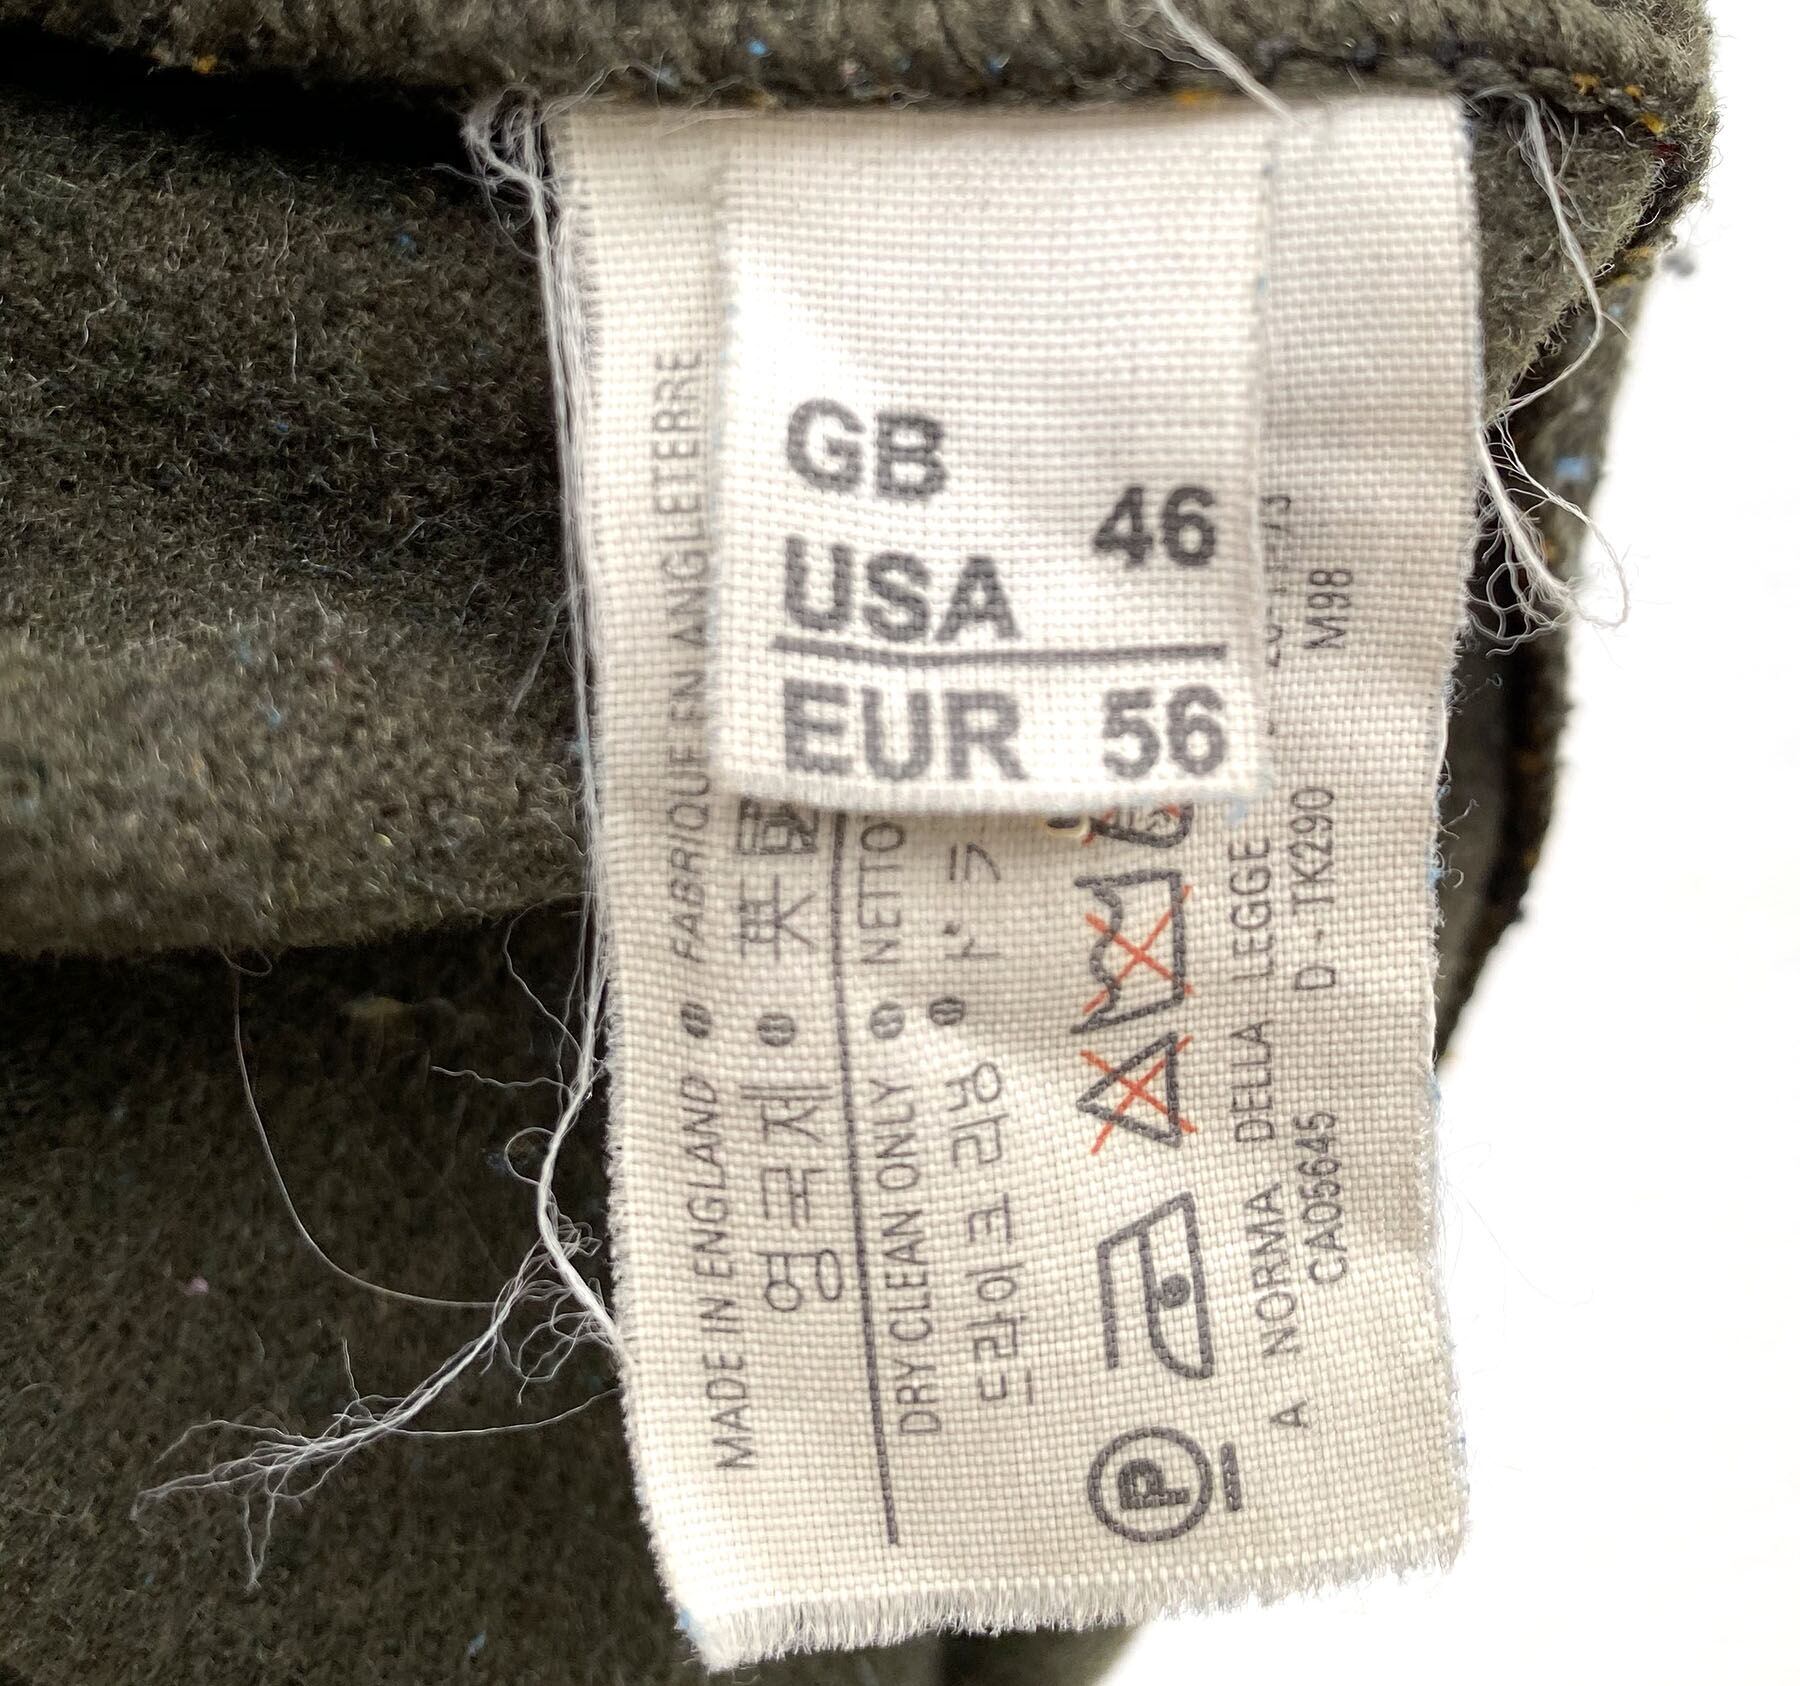 GB
USA 46
EUR 56
MADE IN ENGLAND ● FABRIQUE EN ANGLETERRE
영국제 ● 英国
DRY CLEAN ONLY ● NETTO
드라이크리닝 ● ドラ
P
A NORMA DELLA LEGGE
CA05645 D - TK290 M98